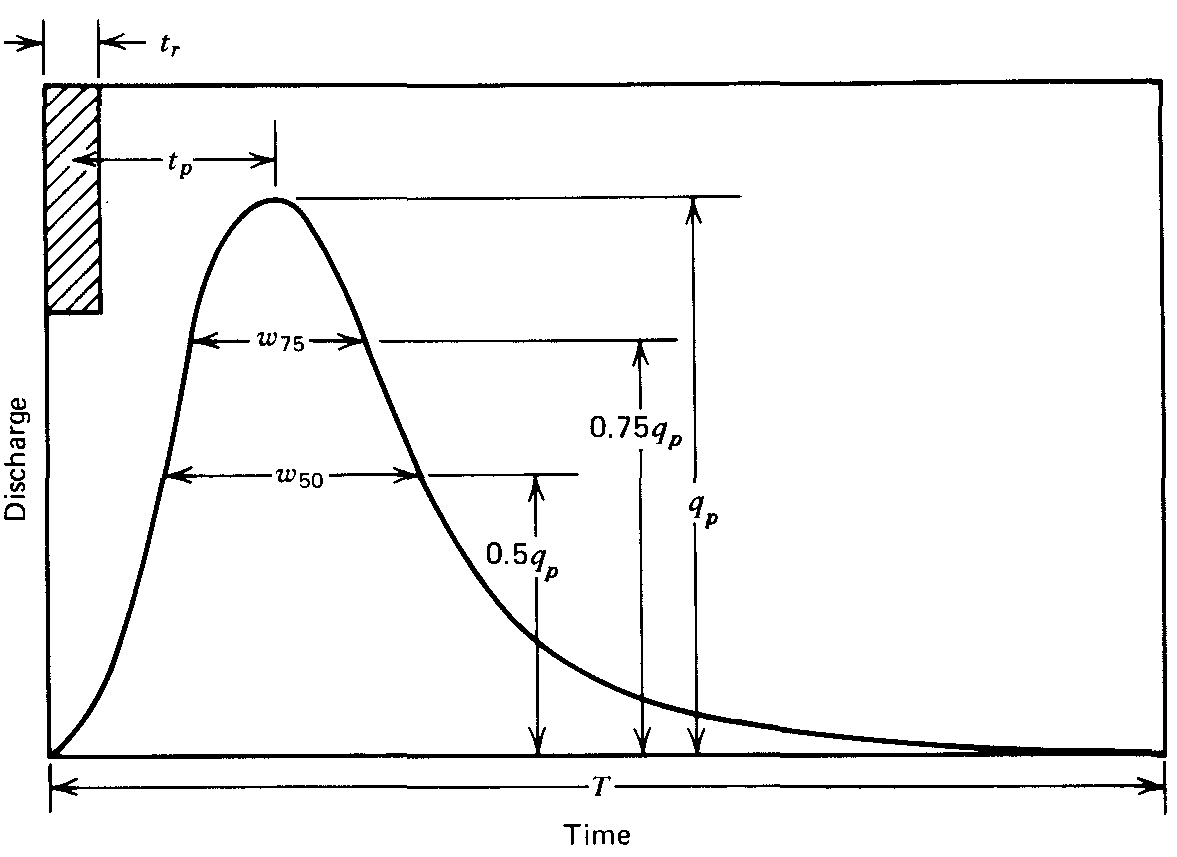 t_r
t_p
w_75
0.75q_p
w_50
q_p
0.5q_p
Discharge
T
Time